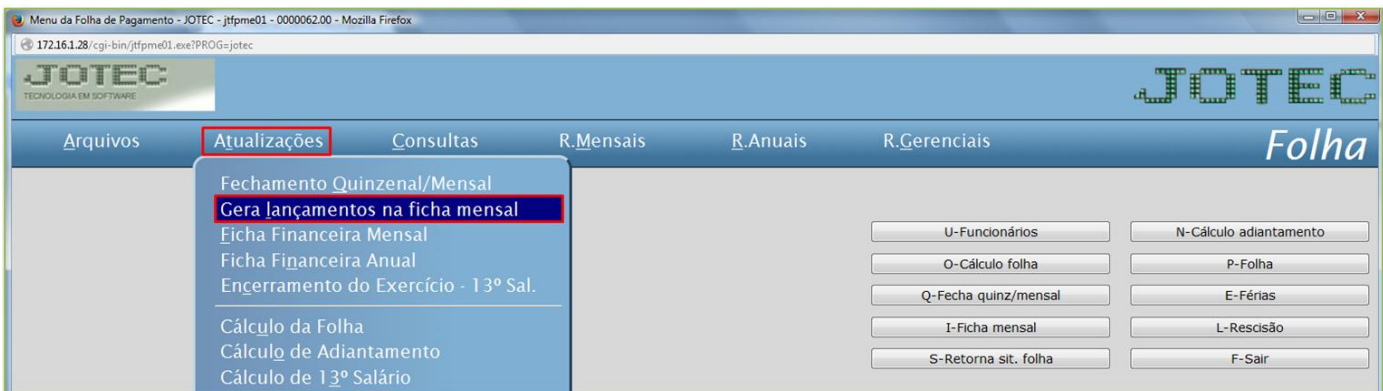 Menu da Folha de Pagamento - JOTEC - jtfpme01 - 0000062.00 - Mozilla Firefox
172.16.1.28/cgi-bin/jtfpme01.exe?PROG=jotec
JOTEC
TECNOLOGIA EM SOFTWARE
JOTEC
Arquivos Atualizações Consultas R.Mensais R.Anuais R.Gerenciais Folha
Fechamento Quinzenal/Mensal
Gera lançamentos na ficha mensal
Ficha Financeira Mensal
Ficha Financeira Anual
Encerramento do Exercício - 13º Sal.
Cálculo da Folha
Cálculo de Adiantamento
Cálculo de 13º Salário
U-Funcionários N-Cálculo adiantamento
O-Cálculo folha P-Folha
Q-Fecha quinz/mensal E-Férias
I-Ficha mensal L-Rescisão
S-Retorna sit. folha F-Sair